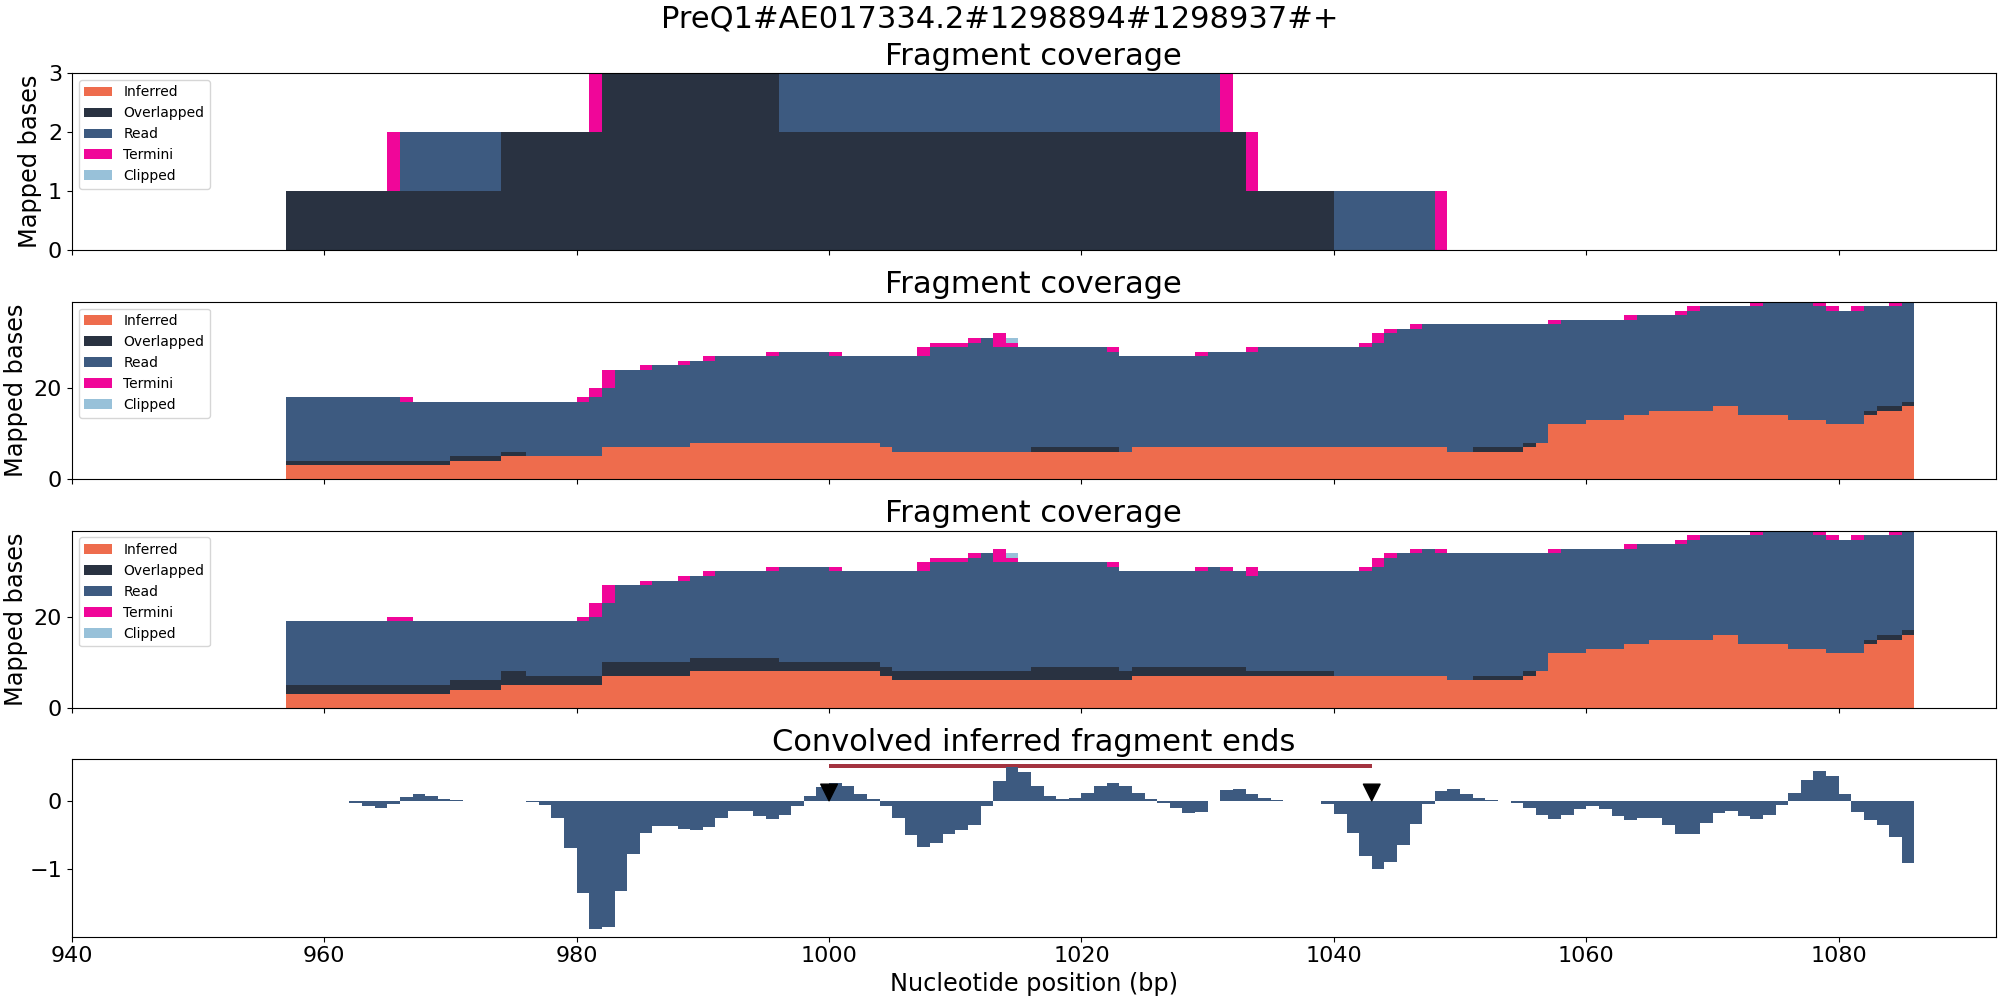 PreQ1#AE017334.2#1298894#1298937#+
Fragment coverage
Mapped bases
3
2
1
0
Inferred
Overlapped
Read
Termini
Clipped
Fragment coverage
Mapped bases
20
0
Inferred
Overlapped
Read
Termini
Clipped
Fragment coverage
Mapped bases
20
0
Inferred
Overlapped
Read
Termini
Clipped
Convolved inferred fragment ends
0
−1
940 960 980 1000 1020 1040 1060 1080
Nucleotide position (bp)